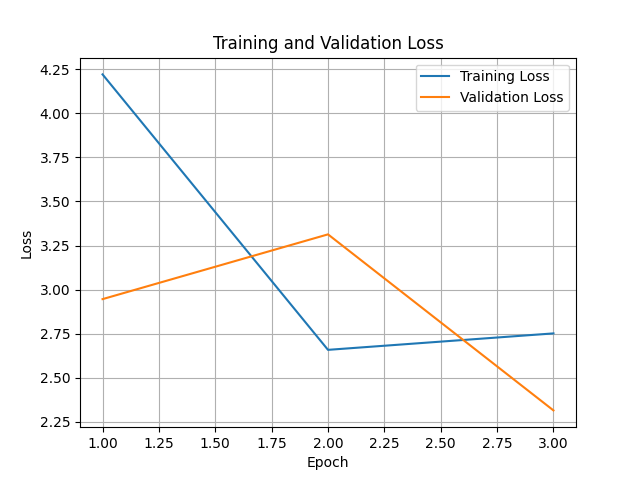 Training and Validation Loss
Training Loss
Validation Loss
4.25
4.00
3.75
3.50
3.25
3.00
2.75
2.50
2.25
Loss
1.00 1.25 1.50 1.75 2.00 2.25 2.50 2.75 3.00
Epoch